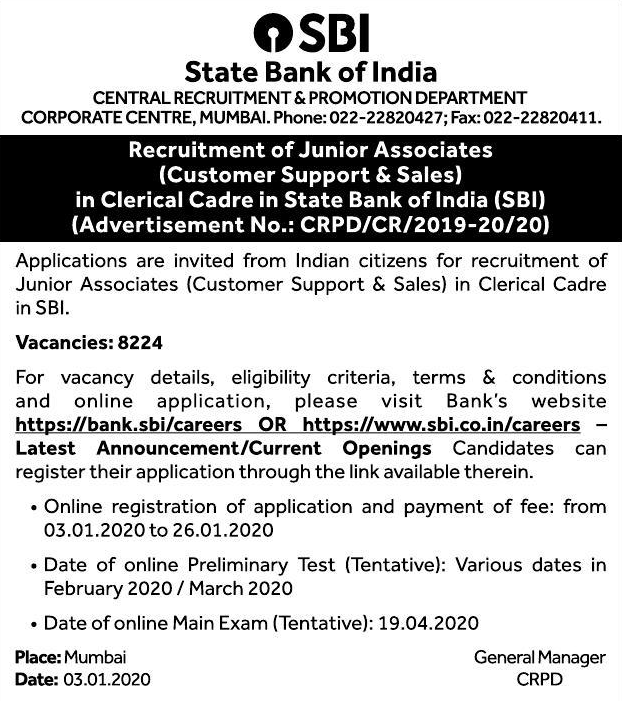 SBI
State Bank of India
CENTRAL RECRUITMENT & PROMOTION DEPARTMENT
CORPORATE CENTRE, MUMBAI. Phone: 022-22820427; Fax: 022-22820411.
Recruitment of Junior Associates
(Customer Support & Sales)
in Clerical Cadre in State Bank of India (SBI)
(Advertisement No.: CRPD/CR/2019-20/20)
Applications are invited from Indian citizens for recruitment of
Junior Associates (Customer Support & Sales) in Clerical Cadre
in SBI.
Vacancies: 8224
For vacancy details, eligibility criteria, terms & conditions
and online application, please visit Bank's website
https://bank.sbi/careers OR https://www.sbi.co.in/careers –
Latest Announcement/Current Openings Candidates can
register their application through the link available therein.
• Online registration of application and payment of fee: from
03.01.2020 to 26.01.2020
• Date of online Preliminary Test (Tentative): Various dates in
February 2020 / March 2020
• Date of online Main Exam (Tentative): 19.04.2020
Place: Mumbai General Manager
Date: 03.01.2020 CRPD